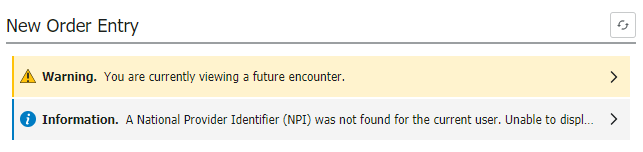 New Order Entry
Warning. You are currently viewing a future encounter.
Information. A National Provider Identifier (NPI) was not found for the current user. Unable to displ...